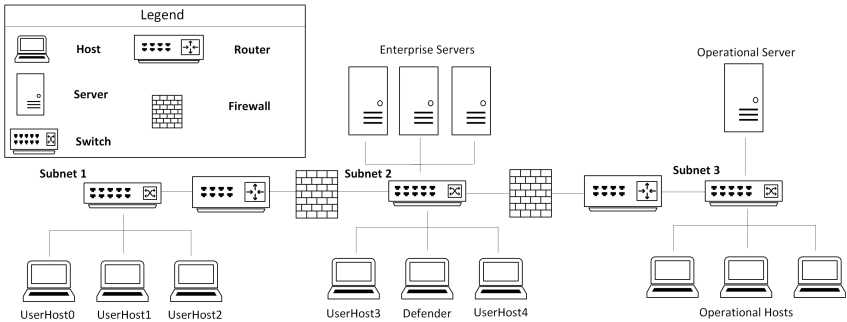 Legend
Host
Router
Server
Firewall
Switch
Enterprise Servers
Operational Server
Subnet 1
Subnet 2
Subnet 3
UserHost0
UserHost1
UserHost2
UserHost3
Defender
UserHost4
Operational Hosts